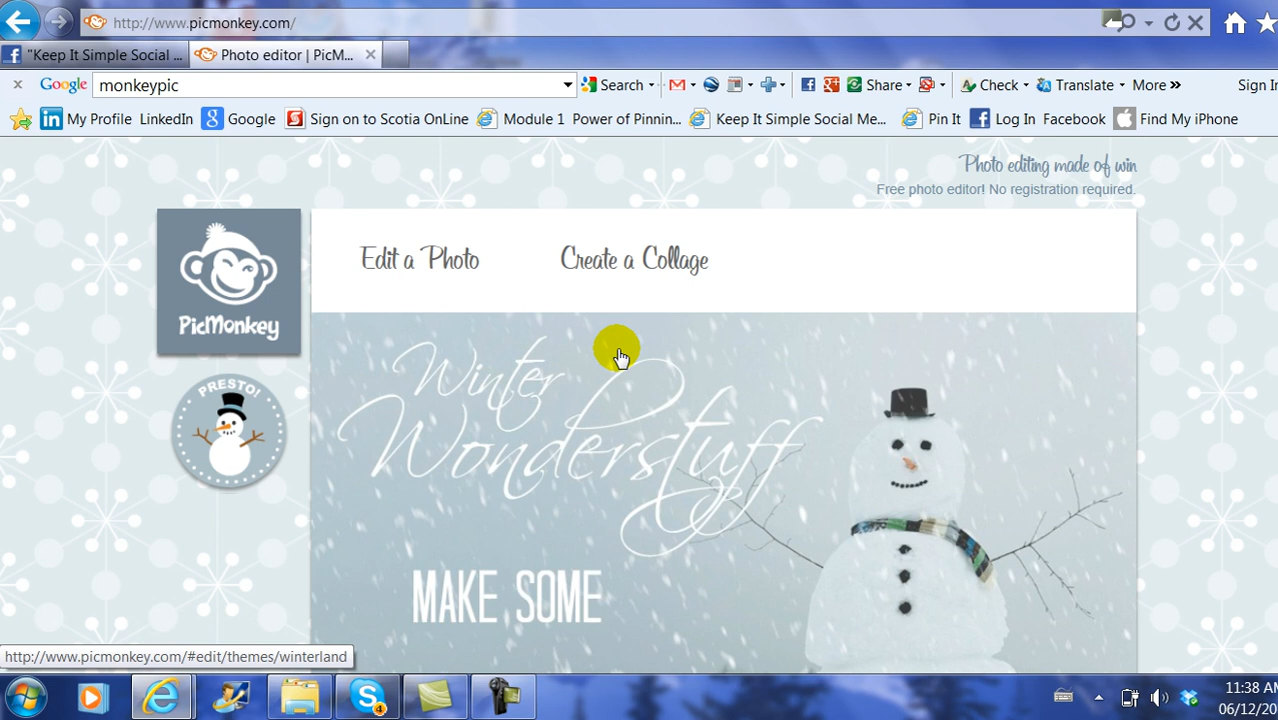 http://www.picmonkey.com/
"Keep It Simple Social ...
Photo editor | PicM...
Google
monkeypic
Search
Share
Check
Translate
More »
Sign In
My Profile LinkedIn
Google
Sign on to Scotia OnLine
Module 1 Power of Pinnin...
Keep It Simple Social Me...
Pin It
Log In Facebook
Find My iPhone
Photo editing made of win
Free photo editor! No registration required.
Edit a Photo
Create a Collage
PicMonkey
PRESTO!
Winter
Wonderstuff
MAKE SOME
http://www.picmonkey.com/#edit/themes/winterland
4
11:38 AM
06/12/20